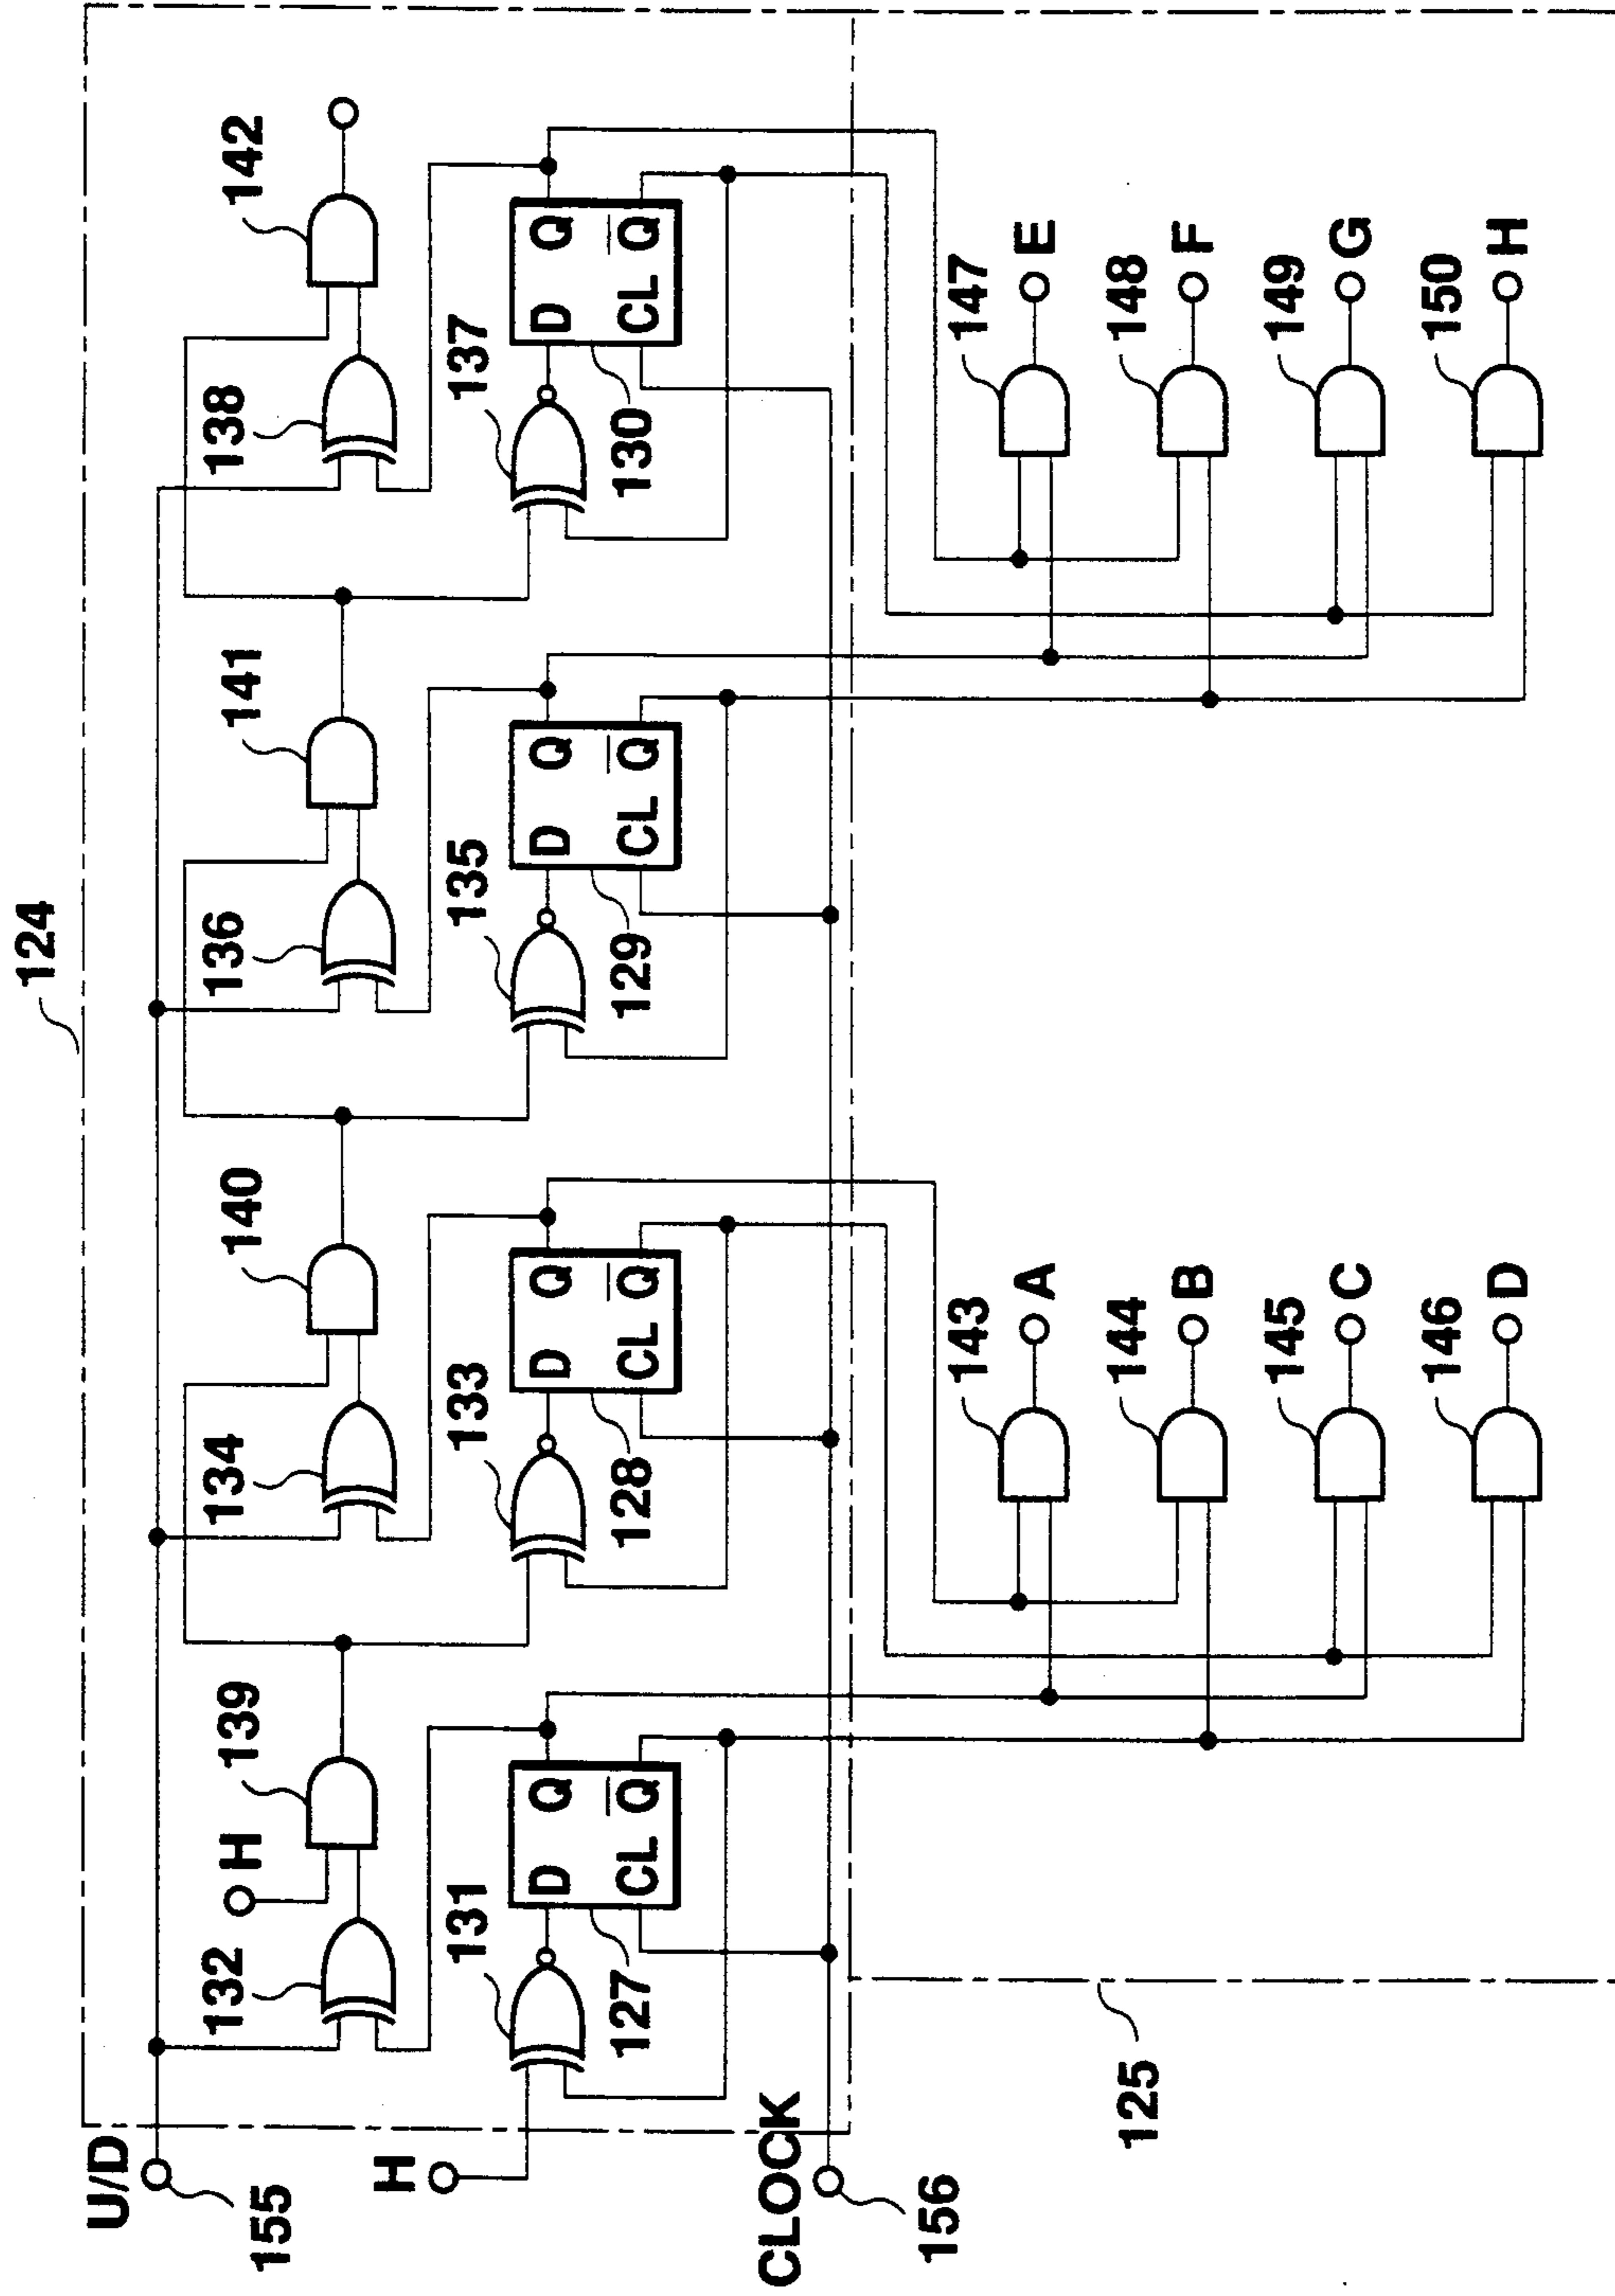 124
U/D
155
132
H
139
134
140
136
141
138
142
H
131
133
135
137
D Q
CL Q̅
D Q
CL Q̅
D Q
CL Q̅
D Q
CL Q̅
127
128
129
130
CLOCK
156
125
143
A
144
B
145
C
146
D
147
E
148
F
149
G
150
H